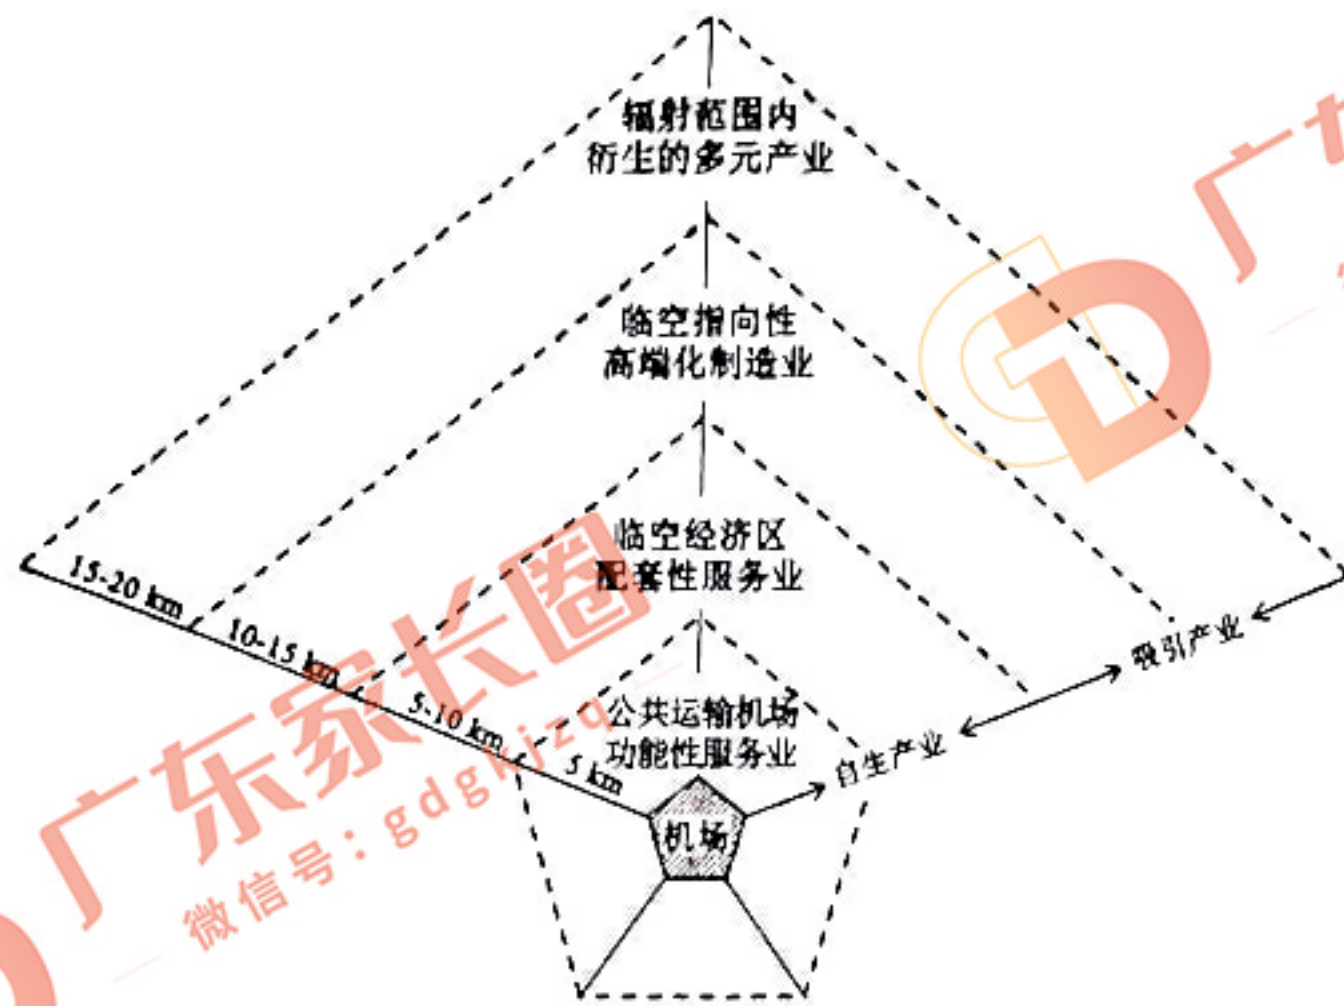 辐射范围内
衍生的多元产业
临空指向性
高端化制造业
临空经济区
配套性服务业
公共运输机场
功能性服务业
机场
15-20 km
10-15 km
5-10 km
5 km
自生产业
吸引产业
广东家长圈
微信号：gdgkjzq
广东